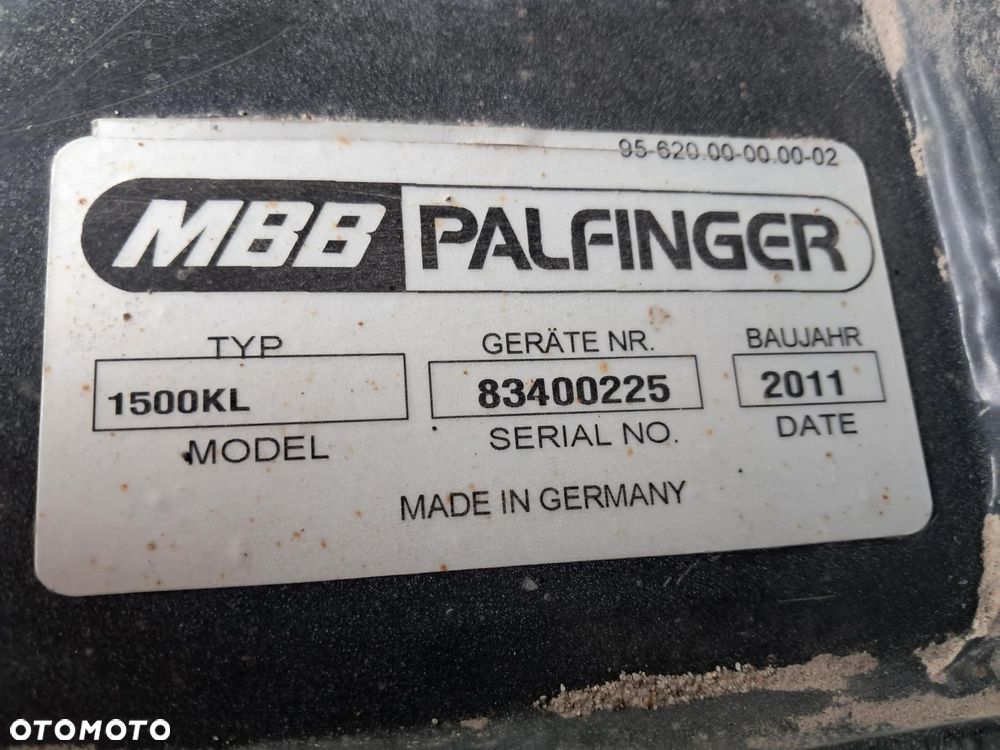 95-620.00-00.00-02
MBB PALFINGER
TYP GERÄTE NR. BAUJAHR
1500KL 83400225 2011
MODEL SERIAL NO. DATE
MADE IN GERMANY
OTOMOTO